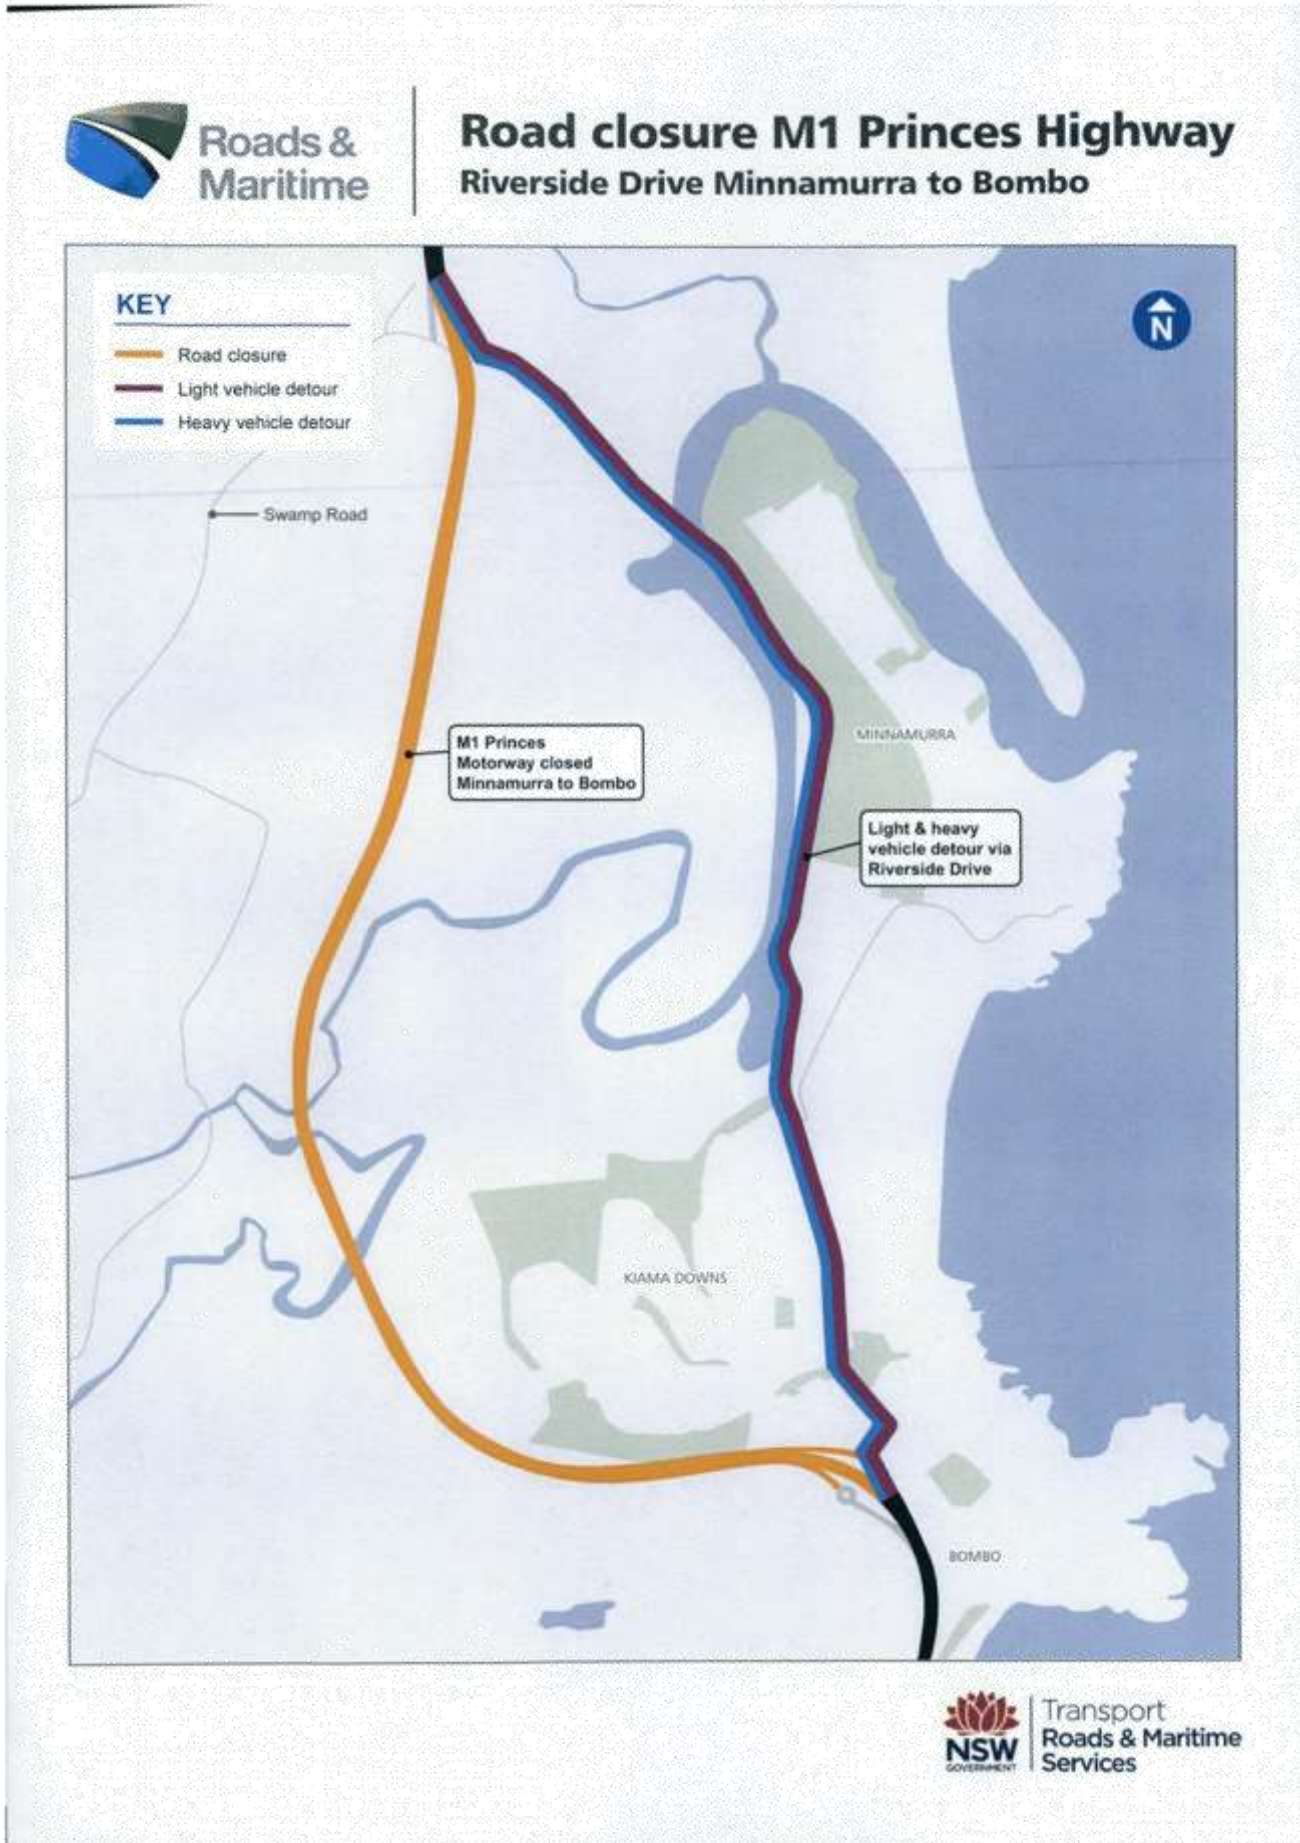 Roads &
Maritime
Road closure M1 Princes Highway
Riverside Drive Minnamurra to Bombo
KEY
Road closure
Light vehicle detour
Heavy vehicle detour
N
Swamp Road
M1 Princes
Motorway closed
Minnamurra to Bombo
MINNAMURRA
Light & heavy
vehicle detour via
Riverside Drive
KIAMA DOWNS
BOMBO
NSW
GOVERNMENT
Transport
Roads & Maritime
Services